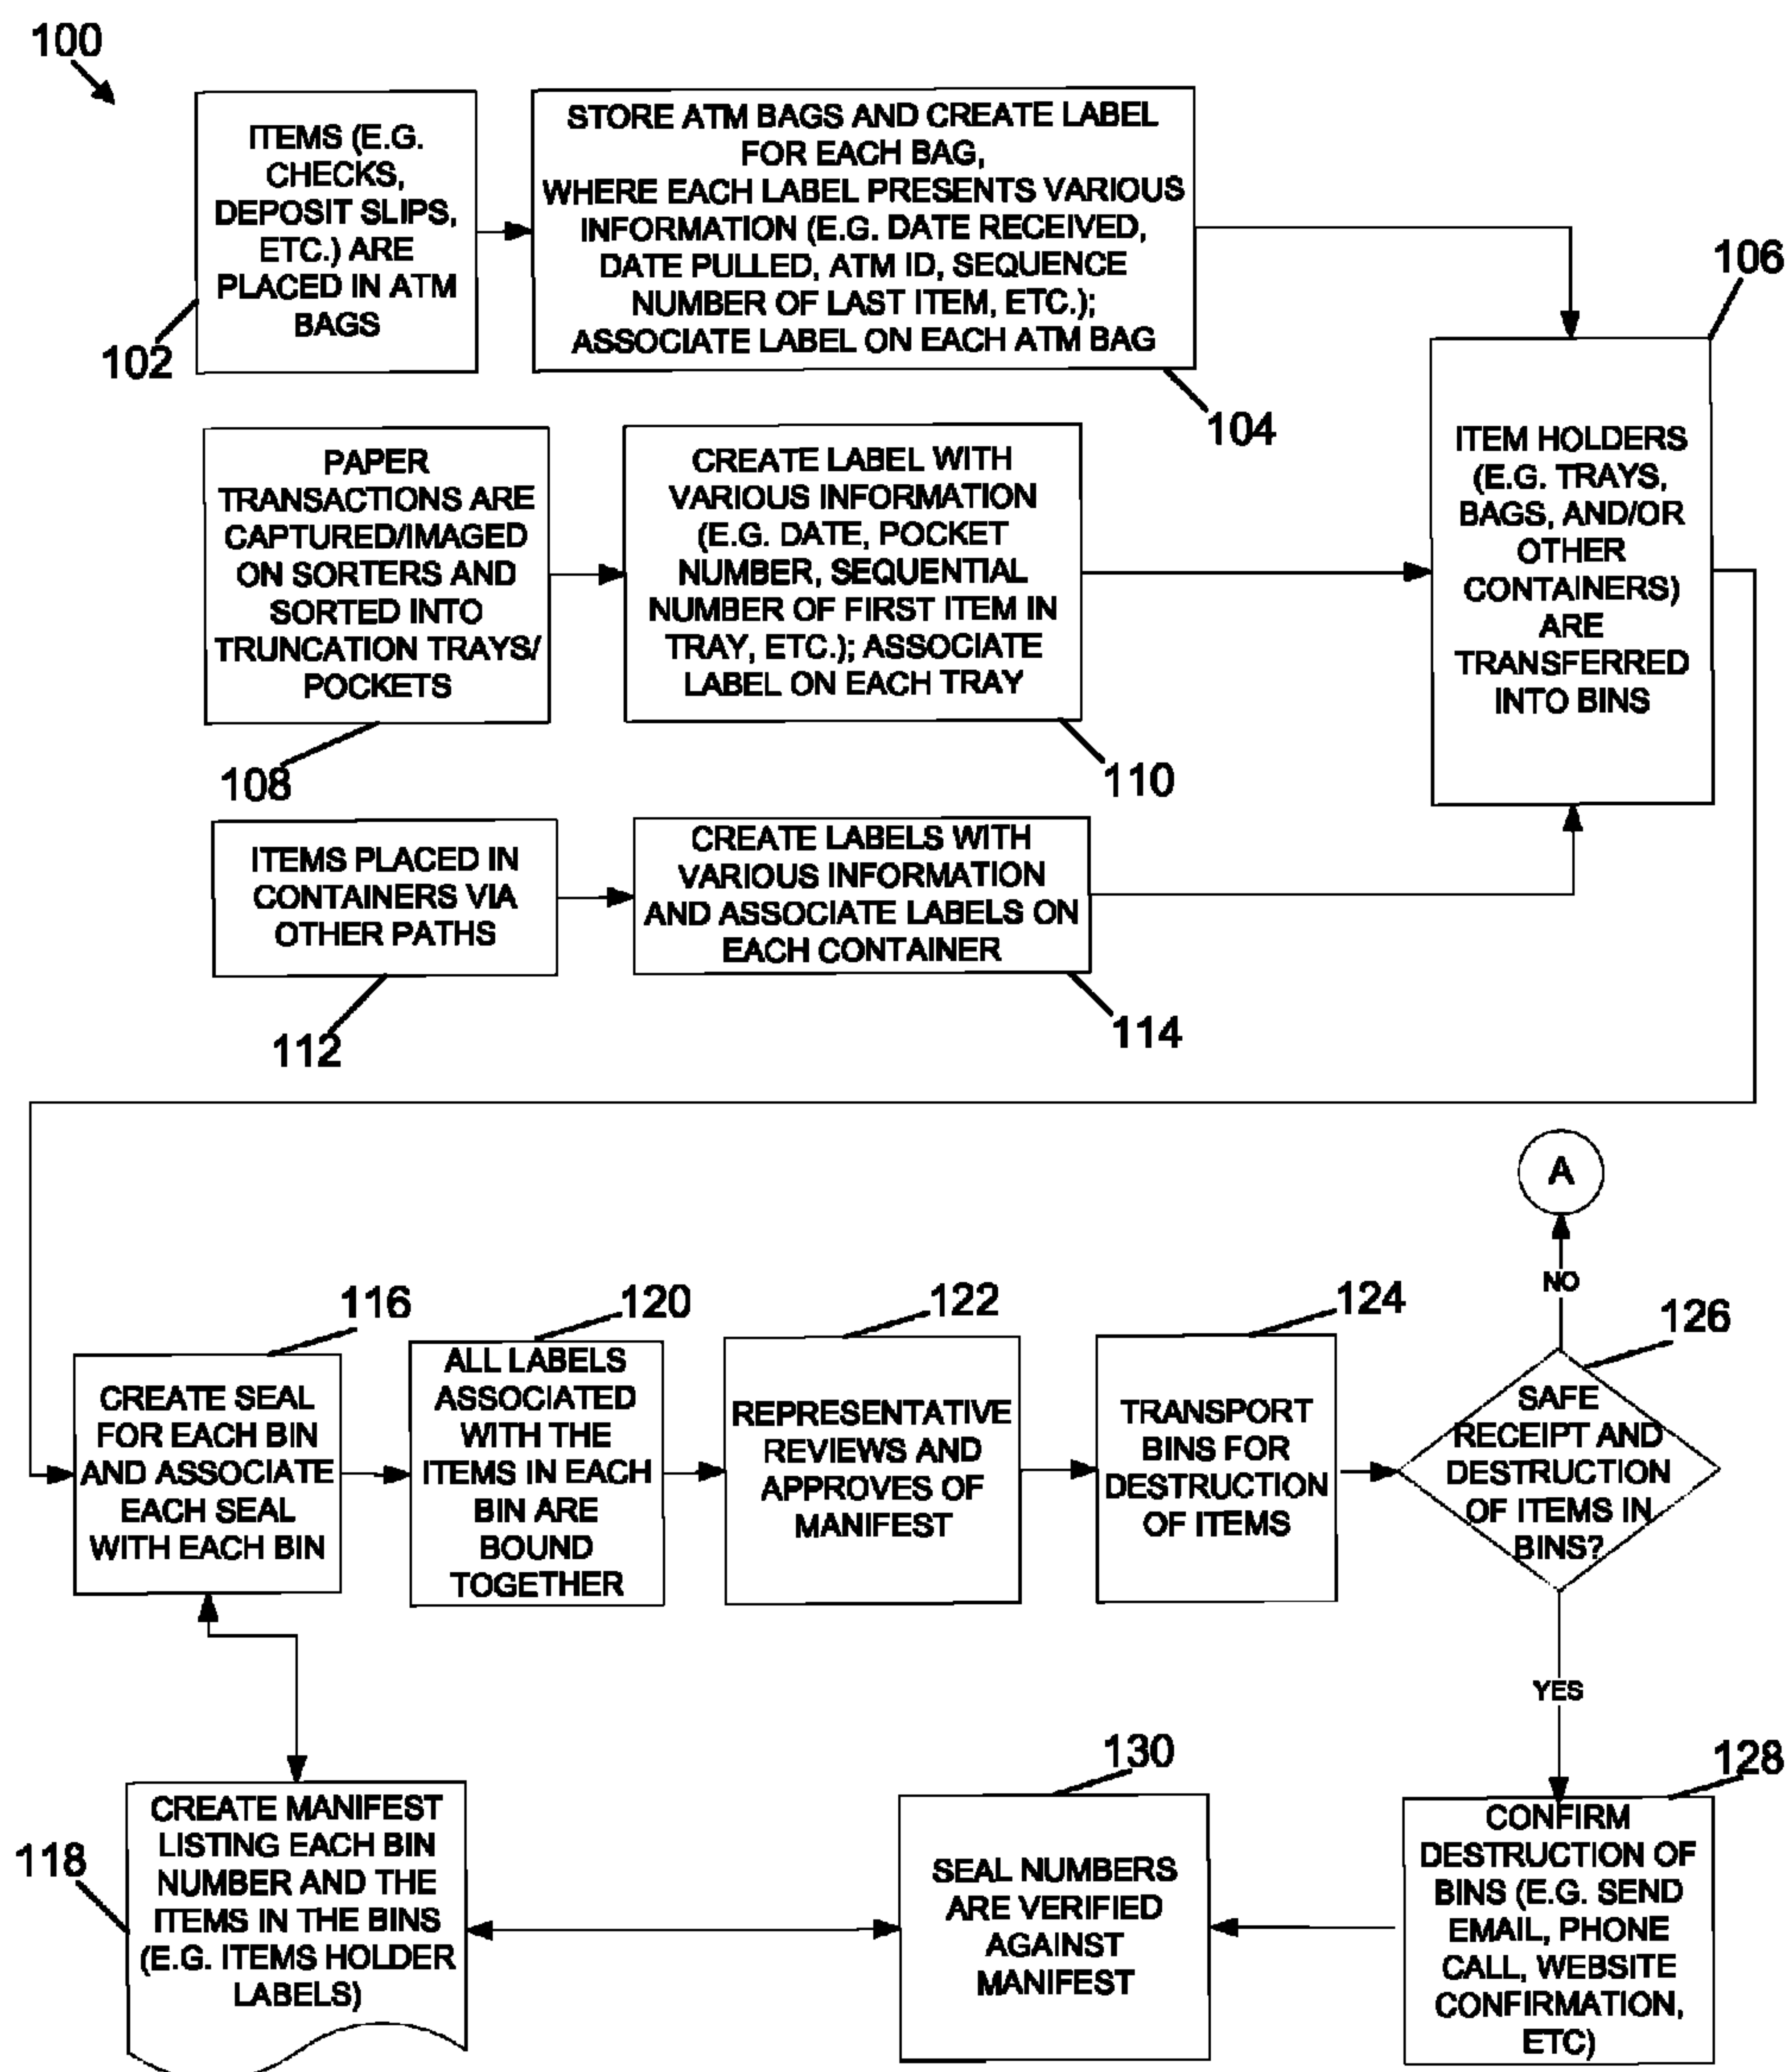 100
ITEMS (E.G.
CHECKS,
DEPOSIT SLIPS,
ETC.) ARE
PLACED IN ATM
BAGS
102
STORE ATM BAGS AND CREATE LABEL
FOR EACH BAG,
WHERE EACH LABEL PRESENTS VARIOUS
INFORMATION (E.G. DATE RECEIVED,
DATE PULLED, ATM ID, SEQUENCE
NUMBER OF LAST ITEM, ETC.);
ASSOCIATE LABEL ON EACH ATM BAG
104
106
ITEM HOLDERS
(E.G. TRAYS,
BAGS, AND/OR
OTHER
CONTAINERS)
ARE
TRANSFERRED
INTO BINS
PAPER
TRANSACTIONS ARE
CAPTURED/IMAGED
ON SORTERS AND
SORTED INTO
TRUNCATION TRAYS/
POCKETS
108
CREATE LABEL WITH
VARIOUS INFORMATION
(E.G. DATE, POCKET
NUMBER, SEQUENTIAL
NUMBER OF FIRST ITEM IN
TRAY, ETC.); ASSOCIATE
LABEL ON EACH TRAY
110
ITEMS PLACED IN
CONTAINERS VIA
OTHER PATHS
112
CREATE LABELS WITH
VARIOUS INFORMATION
AND ASSOCIATE LABELS ON
EACH CONTAINER
114
116
CREATE SEAL
FOR EACH BIN
AND ASSOCIATE
EACH SEAL
WITH EACH BIN
120
ALL LABELS
ASSOCIATED
WITH THE
ITEMS IN EACH
BIN ARE
BOUND
TOGETHER
122
REPRESENTATIVE
REVIEWS AND
APPROVES OF
MANIFEST
124
TRANSPORT
BINS FOR
DESTRUCTION
OF ITEMS
A
NO
126
SAFE
RECEIPT AND
DESTRUCTION
OF ITEMS IN
BINS?
YES
118
CREATE MANIFEST
LISTING EACH BIN
NUMBER AND THE
ITEMS IN THE BINS
(E.G. ITEMS HOLDER
LABELS)
130
SEAL NUMBERS
ARE VERIFIED
AGAINST
MANIFEST
128
CONFIRM
DESTRUCTION OF
BINS (E.G. SEND
EMAIL, PHONE
CALL, WEBSITE
CONFIRMATION,
ETC)